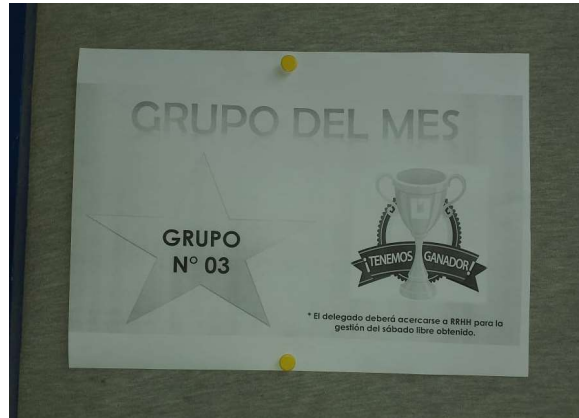 GRUPO DEL MES
GRUPO
N° 03
¡TENEMOS GANADOR!
* El delegado deberá acercarse a RRHH para la
gestión del sábado libre obtenido.